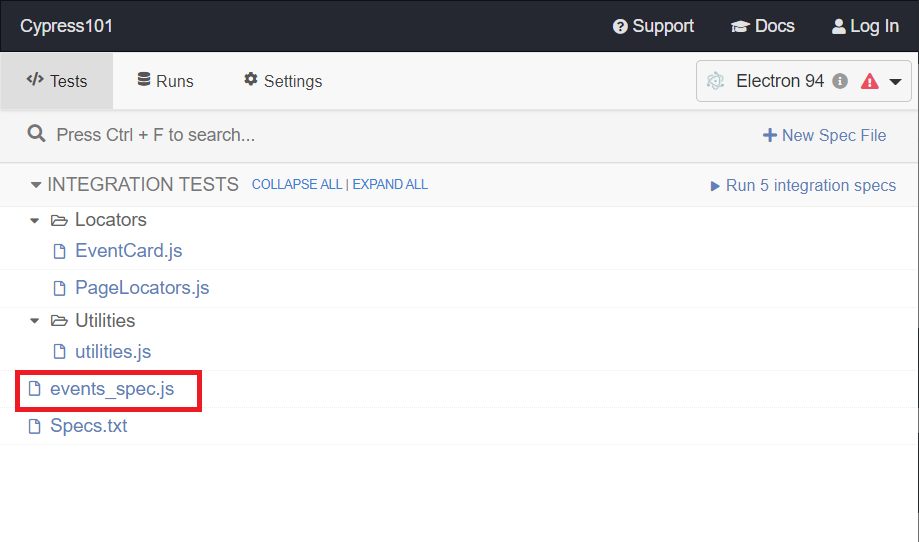 Cypress101 Support Docs Log In
Tests Runs Settings Electron 94
Press Ctrl + F to search... New Spec File
INTEGRATION TESTS COLLAPSE ALL | EXPAND ALL Run 5 integration specs
Locators
EventCard.js
PageLocators.js
Utilities
utilities.js
events_spec.js
Specs.txt